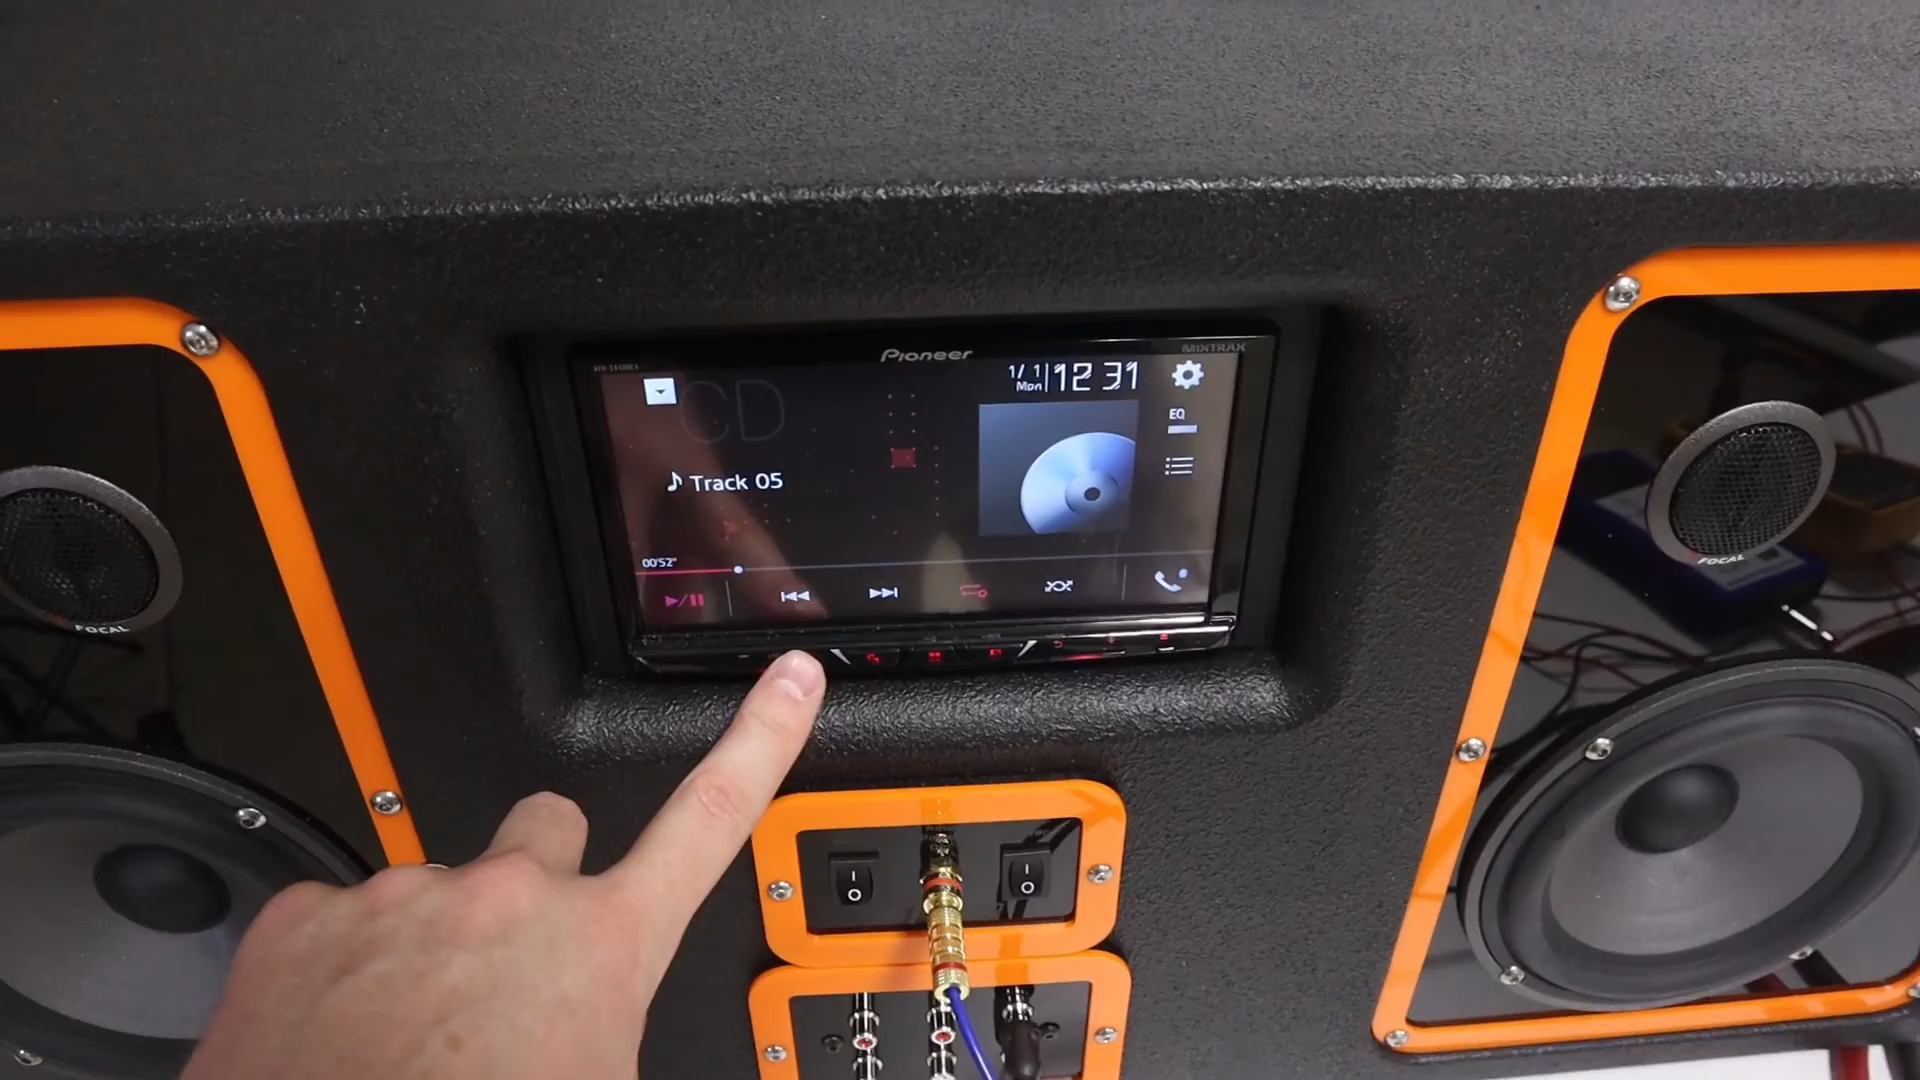 Pioneer
MIXTRAX
CD
1/ 1
Mon
12 31
EQ
Track 05
00'52"
FOCAL
FOCAL